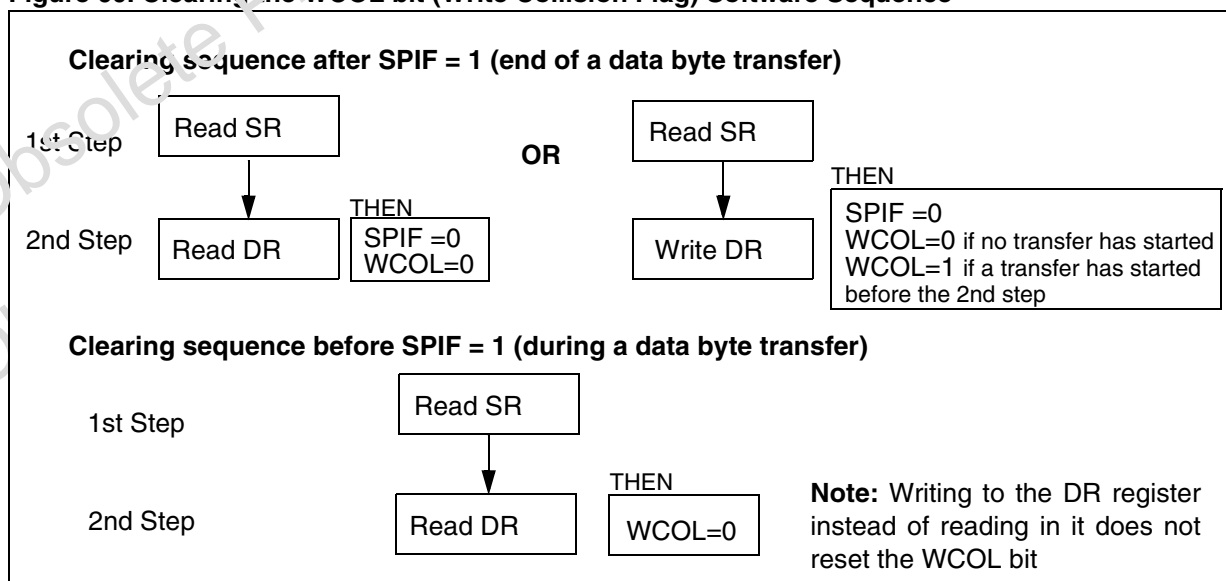 Clearing sequence after SPIF = 1 (end of a data byte transfer)
1st Step
Read SR
OR
Read SR
THEN
2nd Step
Read DR
THEN
SPIF =0
WCOL=0
Write DR
SPIF =0
WCOL=0 if no transfer has started
WCOL=1 if a transfer has started
before the 2nd step
Clearing sequence before SPIF = 1 (during a data byte transfer)
1st Step
Read SR
2nd Step
Read DR
THEN
WCOL=0
Note: Writing to the DR register
instead of reading in it does not
reset the WCOL bit